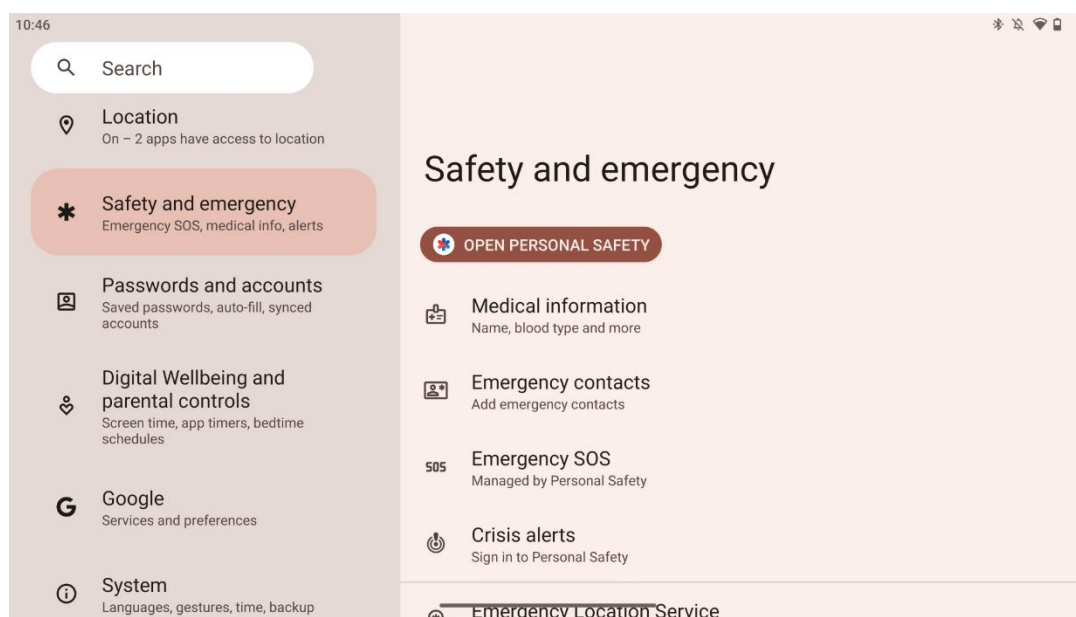 10:46
Search
Location
On – 2 apps have access to location
Safety and emergency
Emergency SOS, medical info, alerts
Passwords and accounts
Saved passwords, auto-fill, synced
accounts
Digital Wellbeing and
parental controls
Screen time, app timers, bedtime
schedules
Google
Services and preferences
System
Languages, gestures, time, backup
Safety and emergency
OPEN PERSONAL SAFETY
Medical information
Name, blood type and more
Emergency contacts
Add emergency contacts
SOS
Emergency SOS
Managed by Personal Safety
Crisis alerts
Sign in to Personal Safety
Emergency Location Service